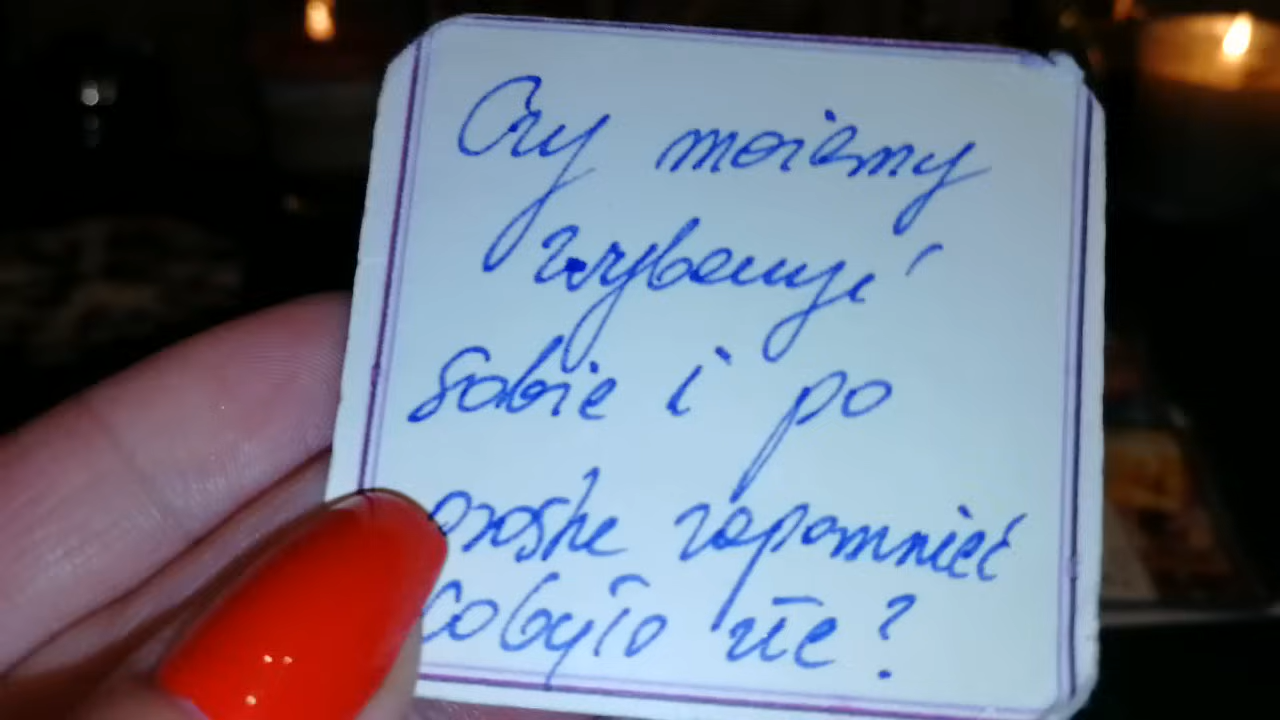 Czy możemy
wybaczyć
sobie i po
prostu zapomnieć
co było złe?